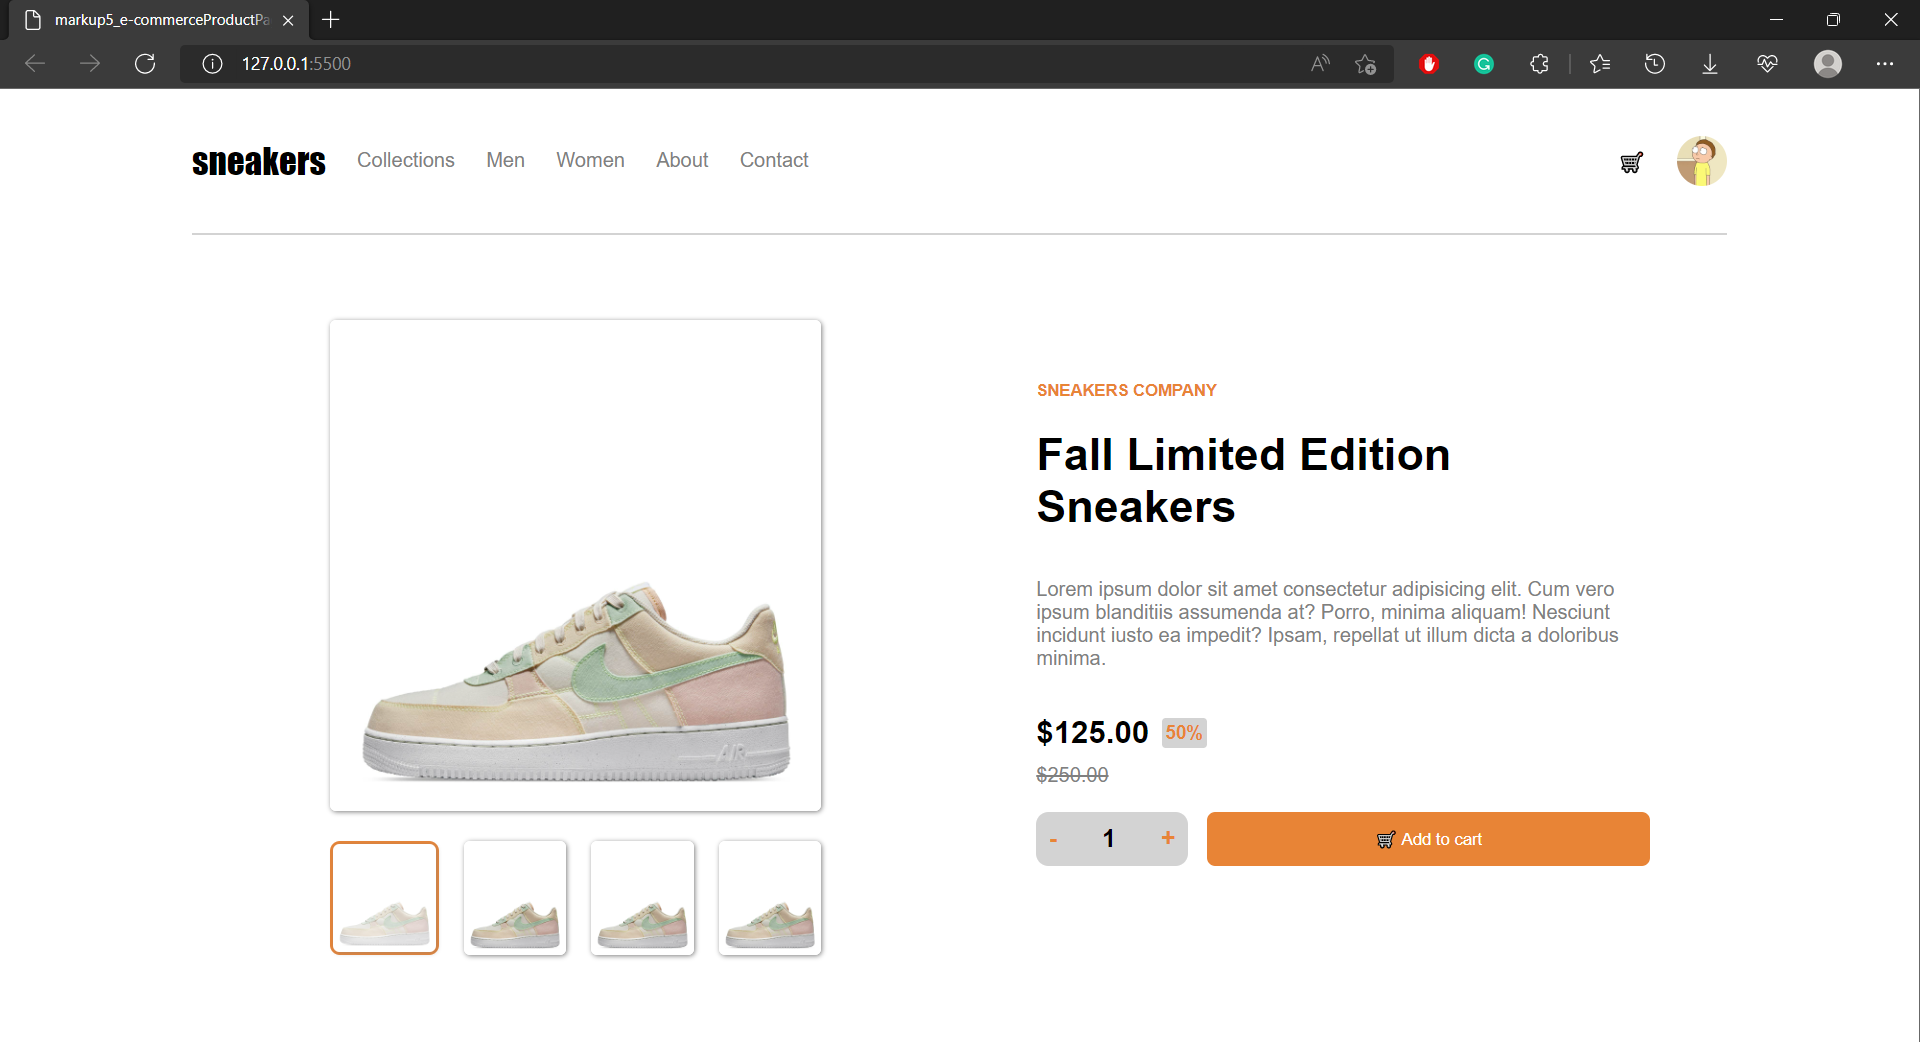 markup5_e-commerceProductPa
127.0.0.1:5500
sneakers
Collections
Men
Women
About
Contact
SNEAKERS COMPANY
Fall Limited Edition
Sneakers
Lorem ipsum dolor sit amet consectetur adipisicing elit. Cum vero
ipsum blanditiis assumenda at? Porro, minima aliquam! Nesciunt
incidunt iusto ea impedit? Ipsam, repellat ut illum dicta a doloribus
minima.
$125.00 50%
$250.00
- 1 +
Add to cart
AIR